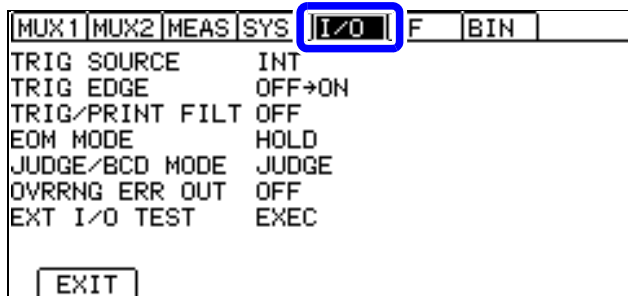 MUX1 MUX2 MEAS SYS I/O F BIN
TRIG SOURCE INT
TRIG EDGE OFF→ON
TRIG/PRINT FILT OFF
EOM MODE HOLD
JUDGE/BCD MODE JUDGE
OVRRNG ERR OUT OFF
EXT I/O TEST EXEC
EXIT